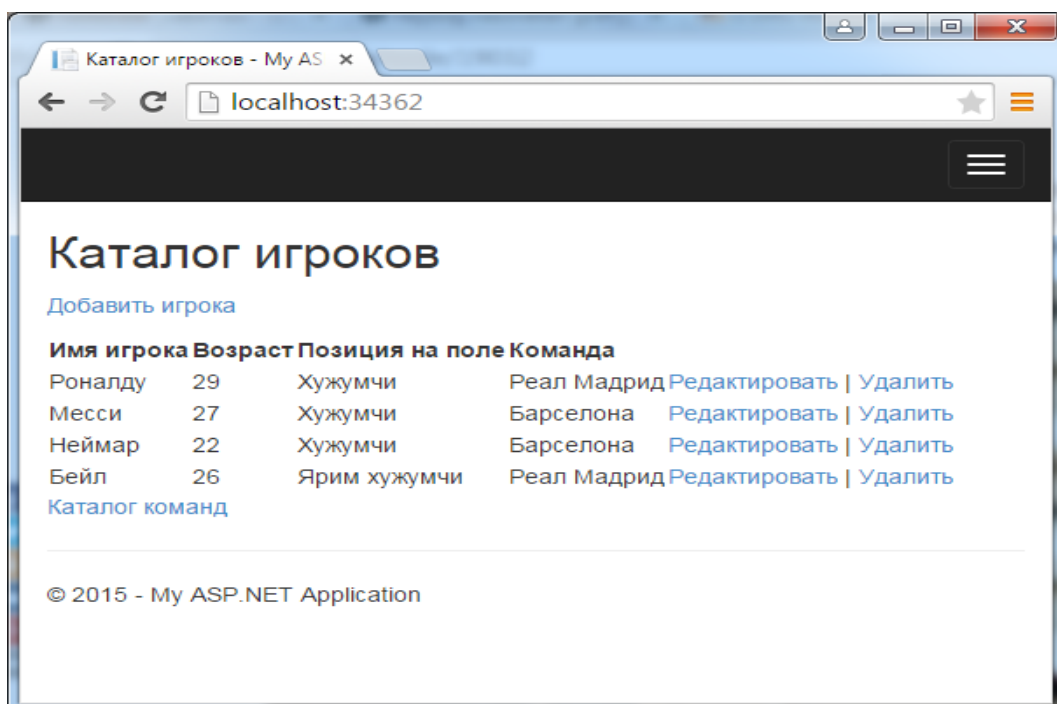 Каталог игроков - My AS
localhost:34362
Каталог игроков
Добавить игрока
Имя игрока Возраст Позиция на поле Команда
Роналду 29 Хужумчи Реал Мадрид Редактировать | Удалить
Месси 27 Хужумчи Барселона Редактировать | Удалить
Неймар 22 Хужумчи Барселона Редактировать | Удалить
Бейл 26 Ярим хужумчи Реал Мадрид Редактировать | Удалить
Каталог команд
© 2015 - My ASP.NET Application